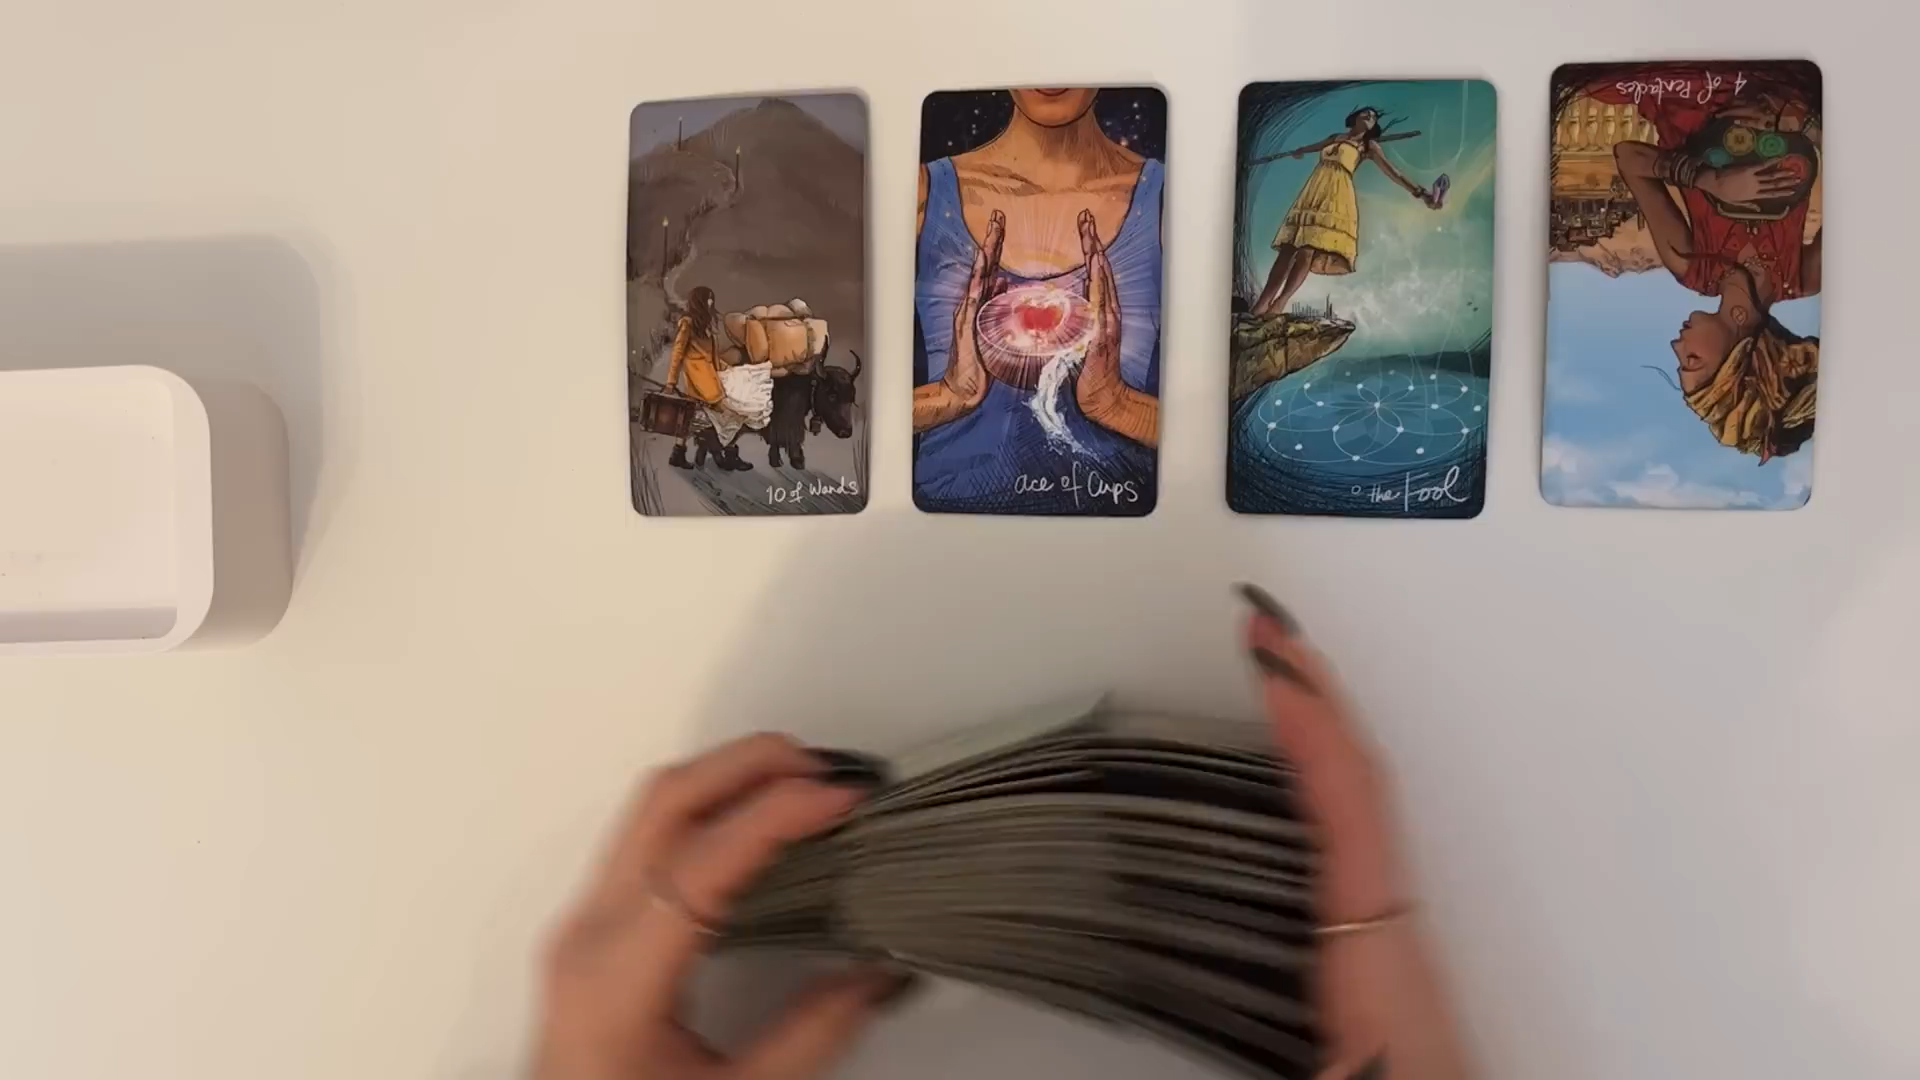 10 of Wands
ace of Cups
0 the Fool
4 of Pentacles